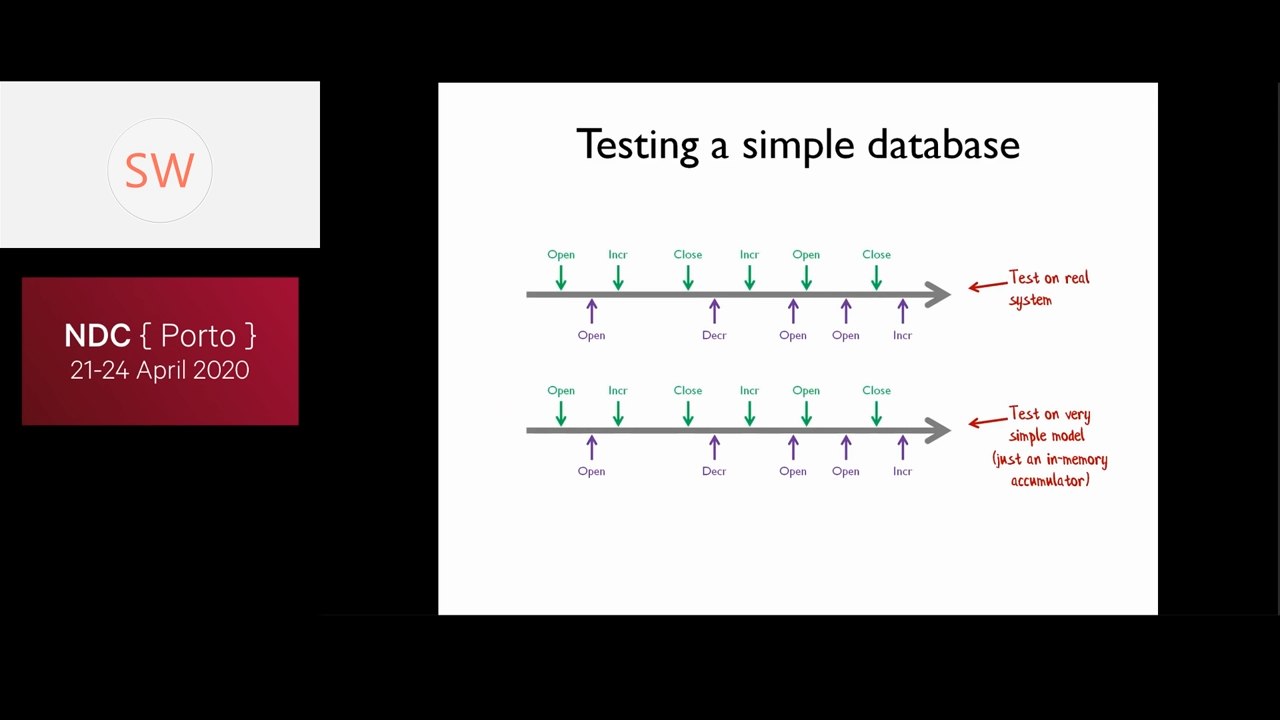 SW
NDC { Porto }
21-24 April 2020
Testing a simple database
Open Incr Close Incr Open Close
Open Decr Open Open Incr
Test on real
system
Open Incr Close Incr Open Close
Open Decr Open Open Incr
Test on very
simple model
(just an in-memory
accumulator)